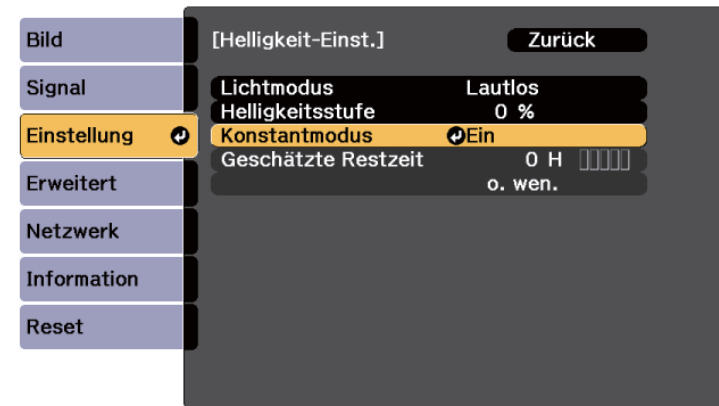 Bild
Signal
Einstellung
Erweitert
Netzwerk
Information
Reset
[Helligkeit-Einst.] Zurück
Lichtmodus Lautlos
Helligkeitsstufe 0 %
Konstantmodus Ein
Geschätzte Restzeit 0 H
o. wen.